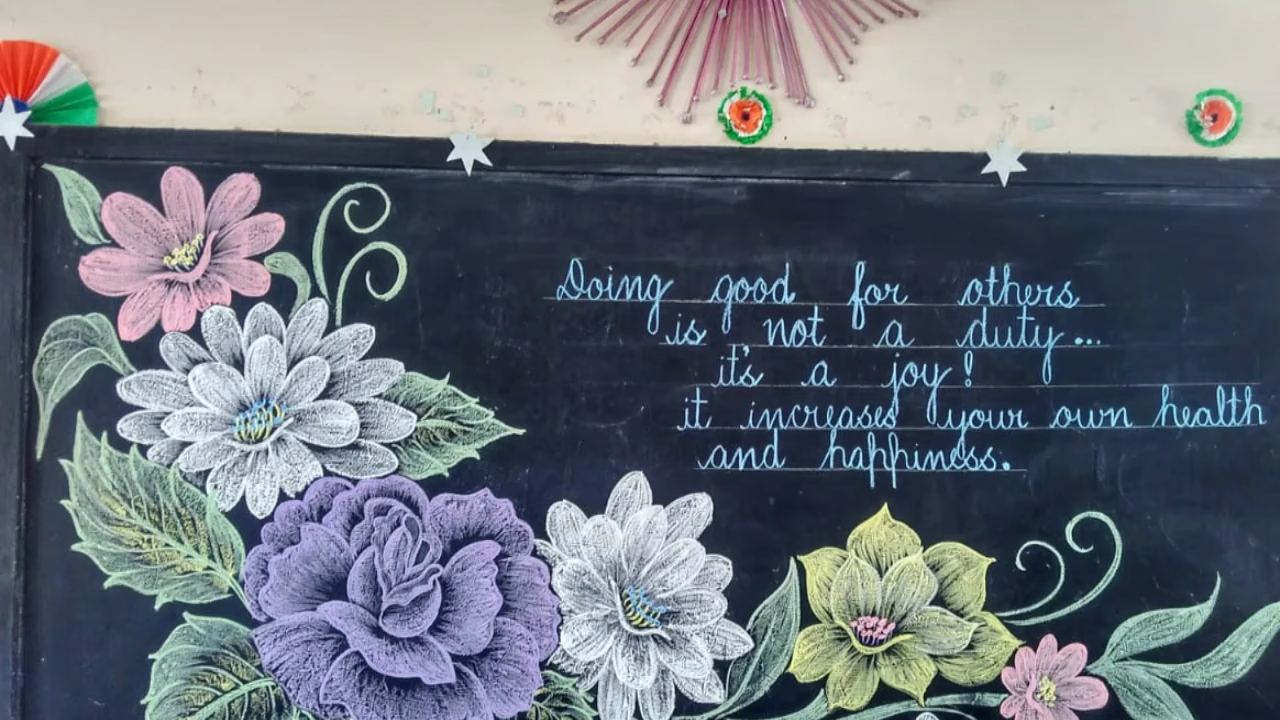 Doing good for others
is not a duty...
it's a joy!
it increases your own health
and happiness.